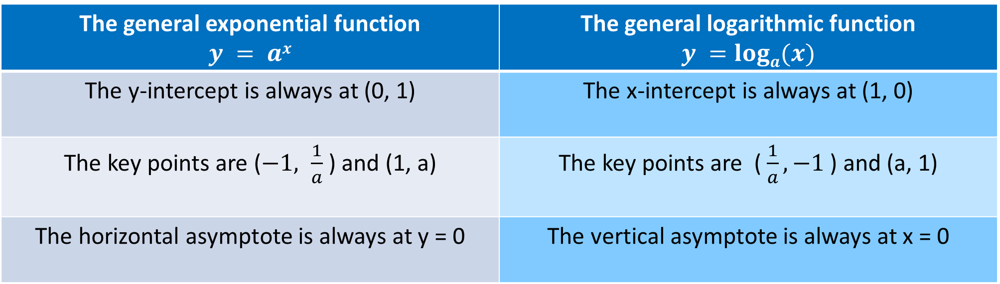 The general exponential function
y = a^x
The general logarithmic function
y = log_a(x)
The y-intercept is always at (0, 1)
The x-intercept is always at (1, 0)
The key points are (−1, 1/a ) and (1, a)
The key points are ( 1/a, −1 ) and (a, 1)
The horizontal asymptote is always at y = 0
The vertical asymptote is always at x = 0